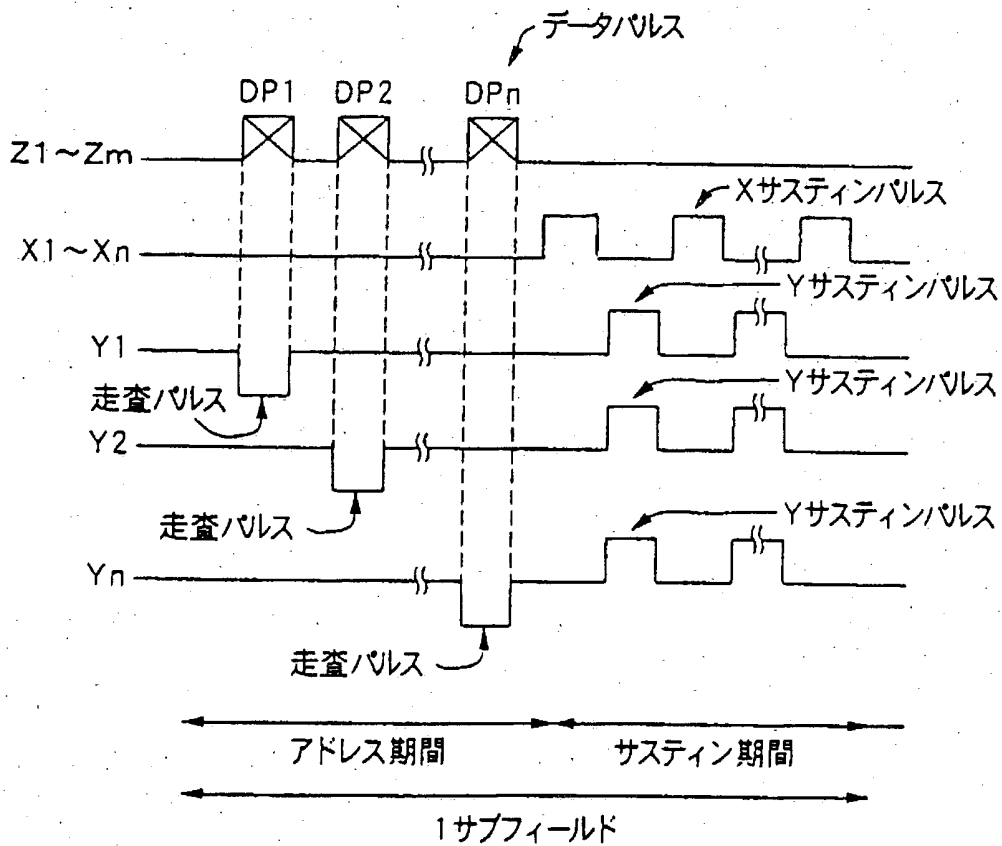 データパルス
DP1 DP2 DPn
Z1～Zm
Xサスティンパルス
X1～Xn
Yサスティンパルス
Y1
Yサスティンパルス
走査パルス
Y2
Yサスティンパルス
走査パルス
Yn
走査パルス
アドレス期間 サスティン期間
1サブフィールド